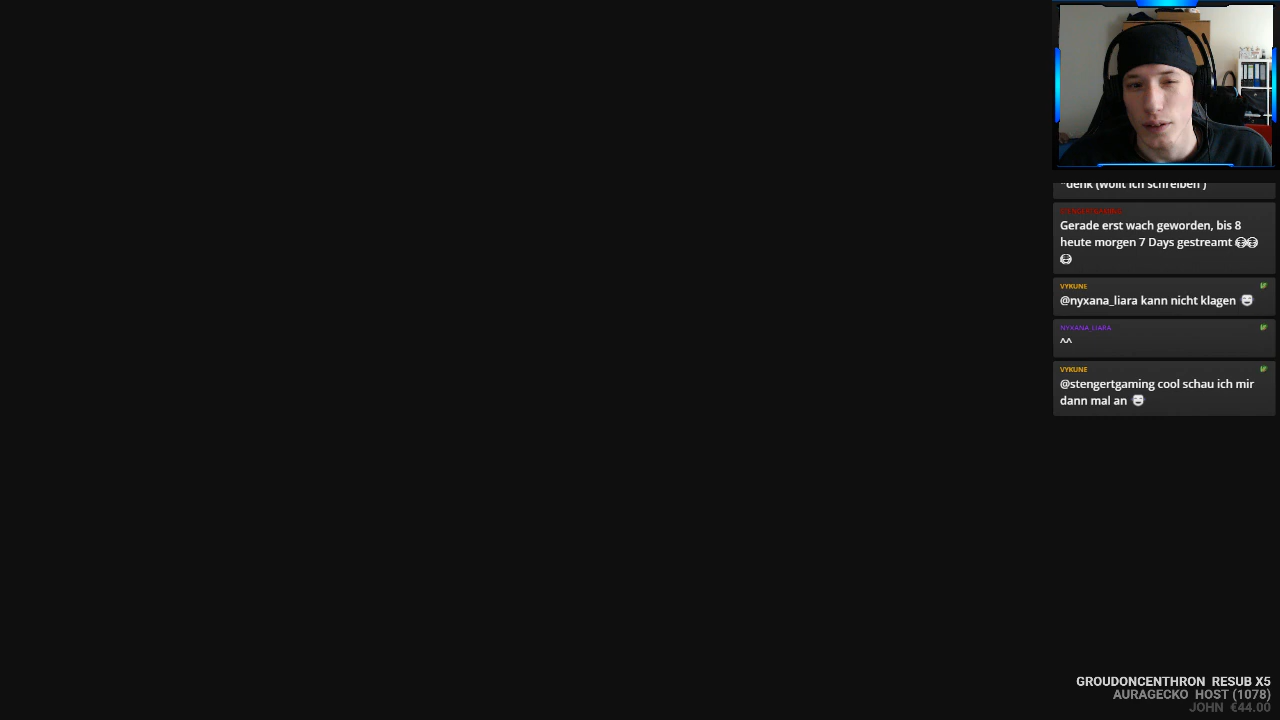 *denk (wollt ich schreiben )
STENGERTGAMING
Gerade erst wach geworden, bis 8
heute morgen 7 Days gestreamt
VYKUNE
@nyxana_liara kann nicht klagen
NYXANA_LIARA
^^
VYKUNE
@stengertgaming cool schau ich mir
dann mal an
GROUDONCENTHRON RESUB X5
AURAGECKO HOST (1078)
JOHN €44.00